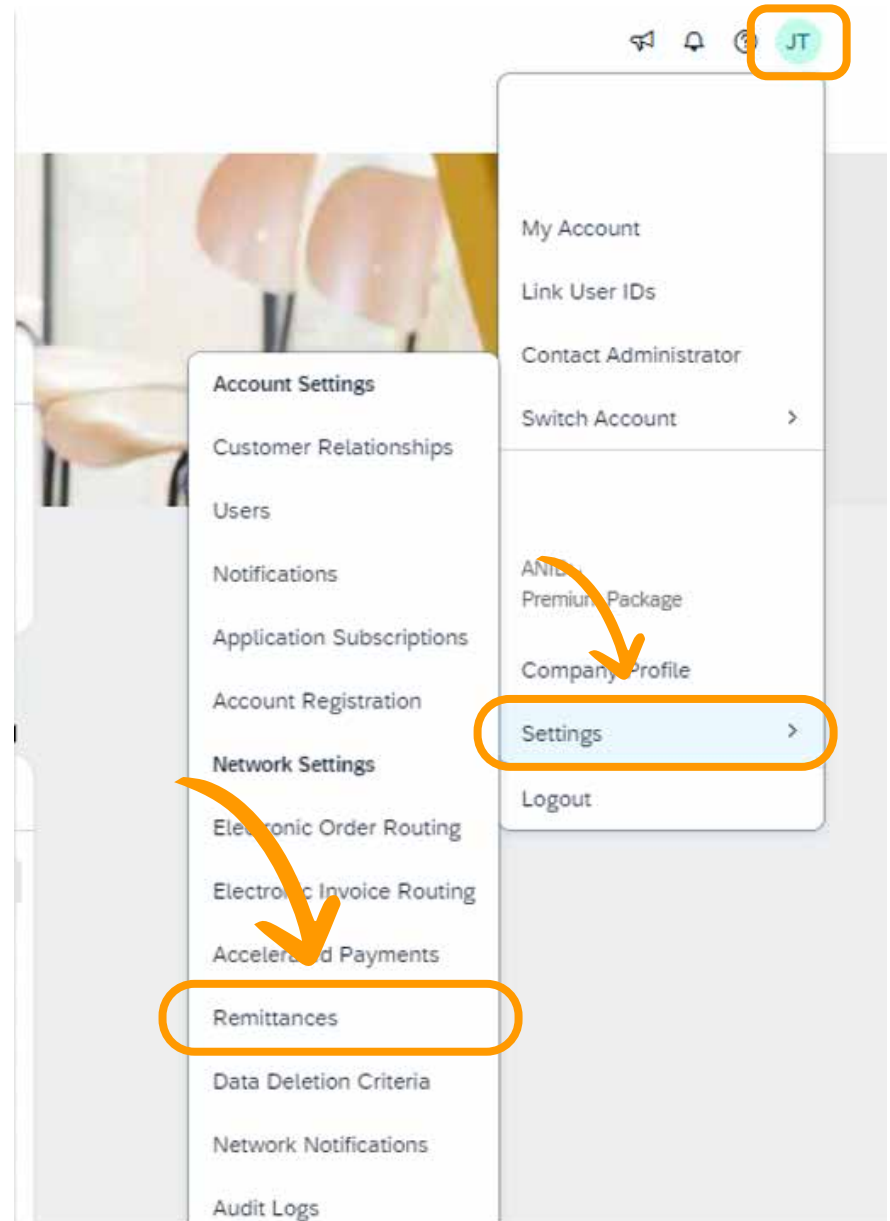 JT
My Account
Link User IDs
Contact Administrator
Switch Account
Premium Package
Company Profile
Settings
Logout
Account Settings
Customer Relationships
Users
Notifications
Application Subscriptions
Account Registration
Network Settings
Electronic Order Routing
Electronic Invoice Routing
Accelerated Payments
Remittances
Data Deletion Criteria
Network Notifications
Audit Logs